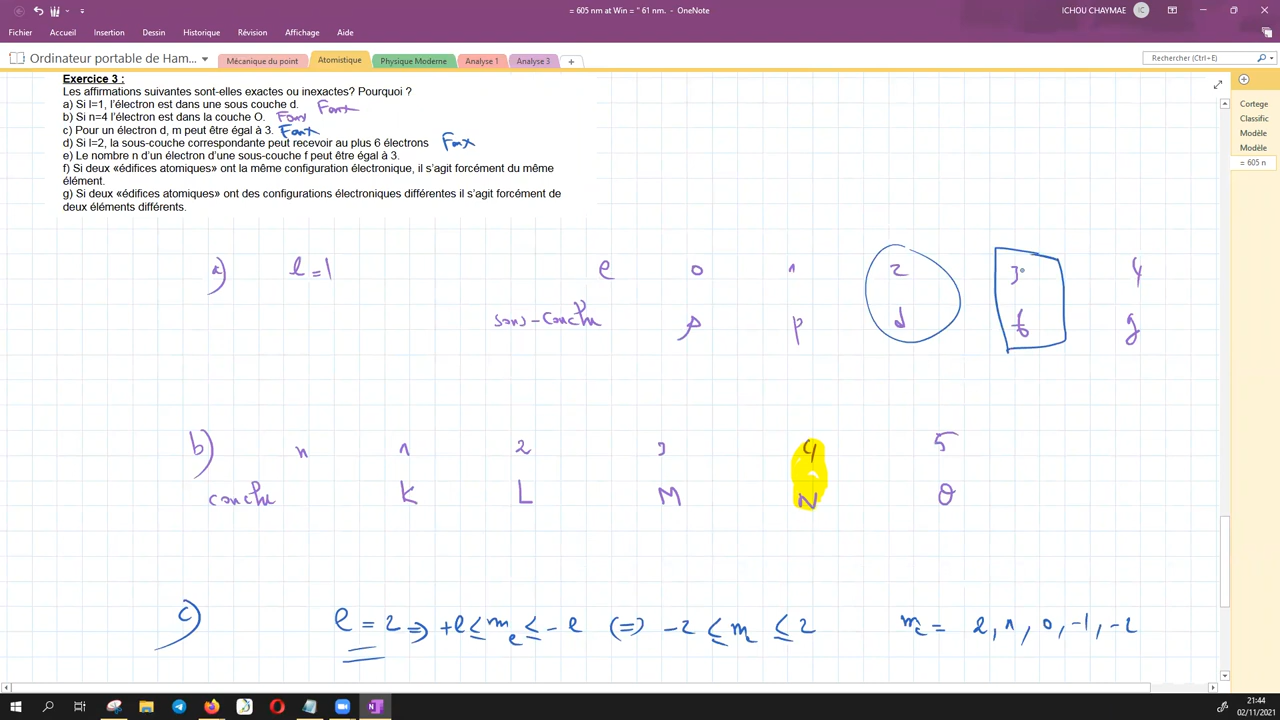 = 605 nm at Win = " 61 nm. - OneNote
ICHOU CHAYMAE IC
Fichier Accueil Insertion Dessin Historique Révision Affichage Aide
Ordinateur portable de Ham... Mécanique du point Atomistique Physique Moderne Analyse 1 Analyse 3 + Rechercher (Ctrl+E)
Cortege
Classific
Modèle
Modèle
= 605 n
Exercice 3 :
Les affirmations suivantes sont-elles exactes ou inexactes? Pourquoi ?
a) Si l=1, l'électron est dans une sous couche d. Faux
b) Si n=4 l'électron est dans la couche O. Faux
c) Pour un électron d, m peut être égal à 3. Faux
d) Si l=2, la sous-couche correspondante peut recevoir au plus 6 électrons Faux
e) Le nombre n d'un électron d'une sous-couche f peut être égal à 3.
f) Si deux «édifices atomiques» ont la même configuration électronique, il s'agit forcément du même
élément.
g) Si deux «édifices atomiques» ont des configurations électroniques différentes il s'agit forcément de
deux éléments différents.
a) l = 1 l 0 1 2 3 4
sous-couche s p d f g
b) n 1 2 3 4 5
couche K L M N O
c) l = 2 => +l ≤ m_l ≤ -l (=) -2 ≤ m ≤ 2 m_l = 2, 1, 0, -1, -2
21:44
02/11/2021